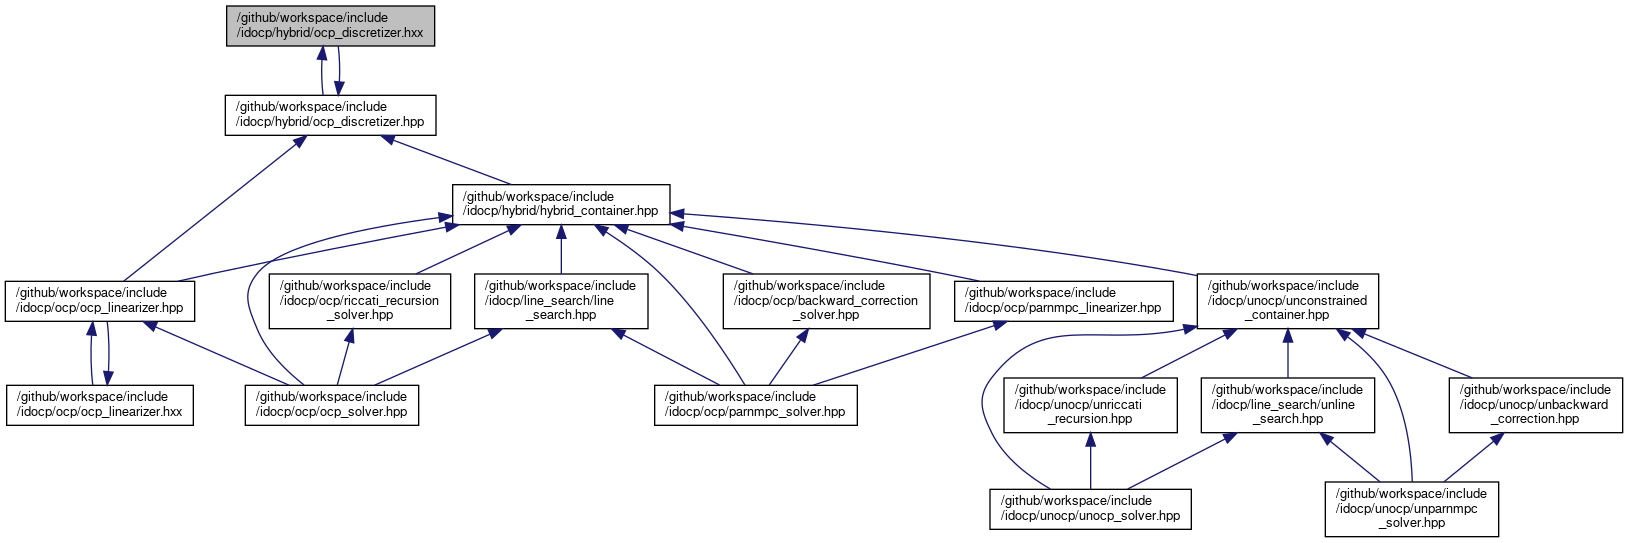 /github/workspace/include
/idocp/hybrid/ocp_discretizer.hxx
/github/workspace/include
/idocp/hybrid/ocp_discretizer.hpp
/github/workspace/include
/idocp/hybrid/hybrid_container.hpp
/github/workspace/include
/idocp/ocp/ocp_linearizer.hpp
/github/workspace/include
/idocp/ocp/riccati_recursion
_solver.hpp
/github/workspace/include
/idocp/line_search/line
_search.hpp
/github/workspace/include
/idocp/ocp/backward_correction
_solver.hpp
/github/workspace/include
/idocp/ocp/parnmpc_linearizer.hpp
/github/workspace/include
/idocp/unocp/unconstrained
_container.hpp
/github/workspace/include
/idocp/ocp/ocp_linearizer.hxx
/github/workspace/include
/idocp/ocp/ocp_solver.hpp
/github/workspace/include
/idocp/ocp/parnmpc_solver.hpp
/github/workspace/include
/idocp/unocp/unriccati
_recursion.hpp
/github/workspace/include
/idocp/line_search/unline
_search.hpp
/github/workspace/include
/idocp/unocp/unbackward
_correction.hpp
/github/workspace/include
/idocp/unocp/unocp_solver.hpp
/github/workspace/include
/idocp/unocp/unparnmpc
_solver.hpp